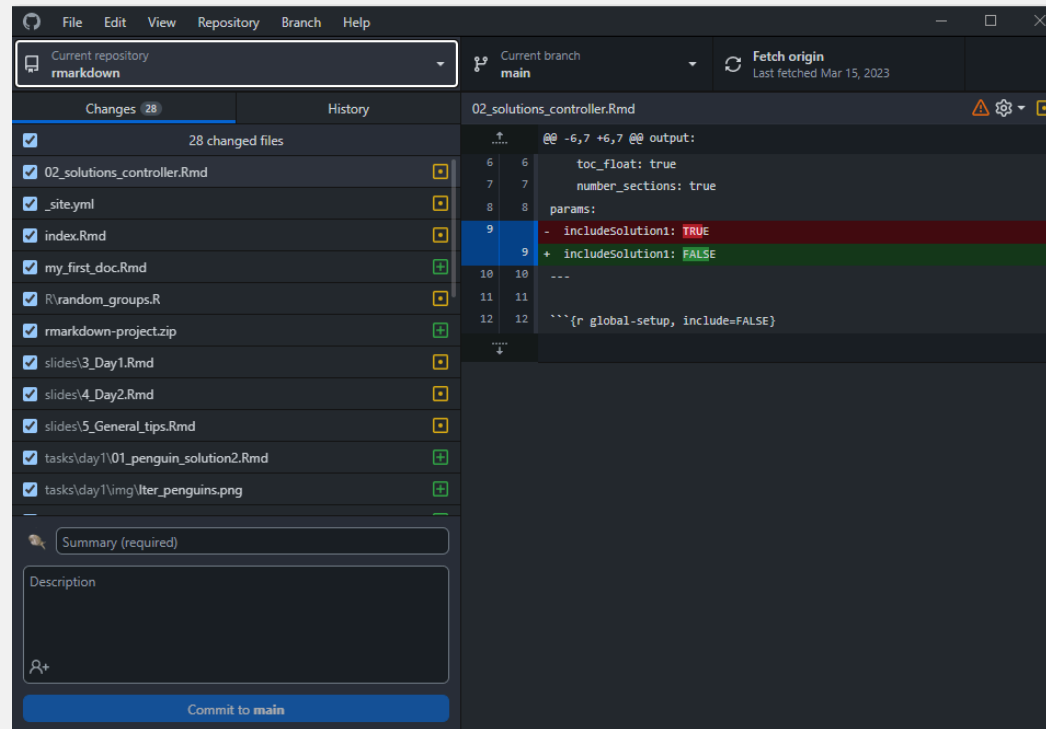 File Edit View Repository Branch Help
Current repository
rmarkdown
Current branch
main
Fetch origin
Last fetched Mar 15, 2023
Changes 28
History
02_solutions_controller.Rmd
28 changed files
@@ -6,7 +6,7 @@ output:
02_solutions_controller.Rmd
_site.yml
index.Rmd
my_first_doc.Rmd
R\random_groups.R
rmarkdown-project.zip
slides\3_Day1.Rmd
slides\4_Day2.Rmd
slides\5_General_tips.Rmd
tasks\day1\01_penguin_solution2.Rmd
tasks\day1\img\lter_penguins.png
6 6 toc_float: true
7 7 number_sections: true
8 8 params:
9 - includeSolution1: TRUE
9 + includeSolution1: FALSE
10 10 ---
11 11
12 12 ```{r global-setup, include=FALSE}
Summary (required)
Description
Commit to main